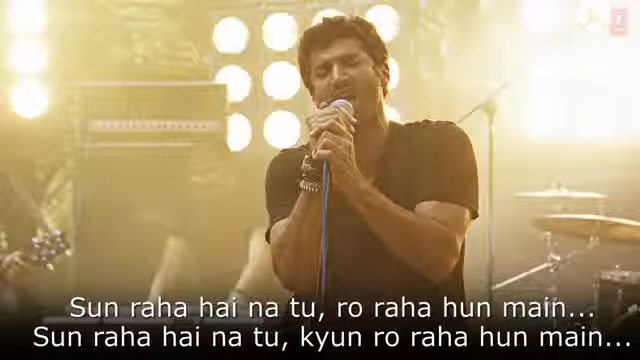 Sun raha hai na tu, ro raha hun main...
Sun raha hai na tu, kyun ro raha hun main...